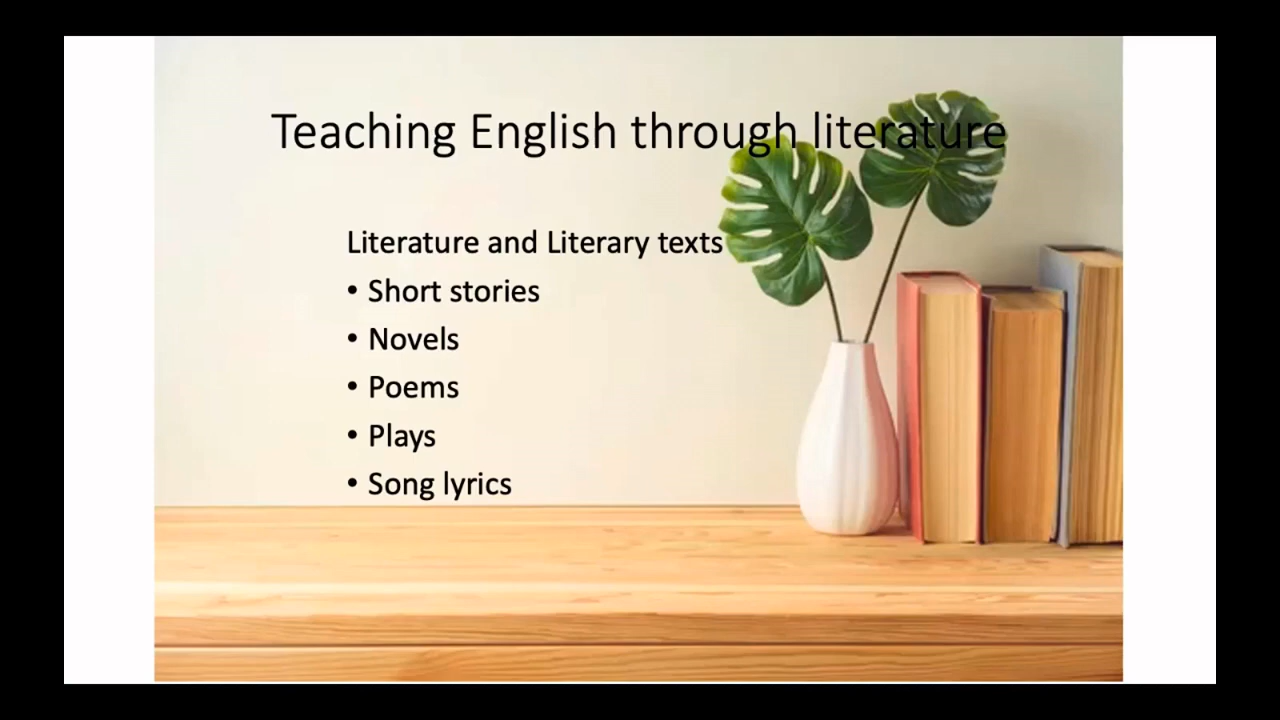 Teaching English through literature
Literature and Literary texts
• Short stories
• Novels
• Poems
• Plays
• Song lyrics